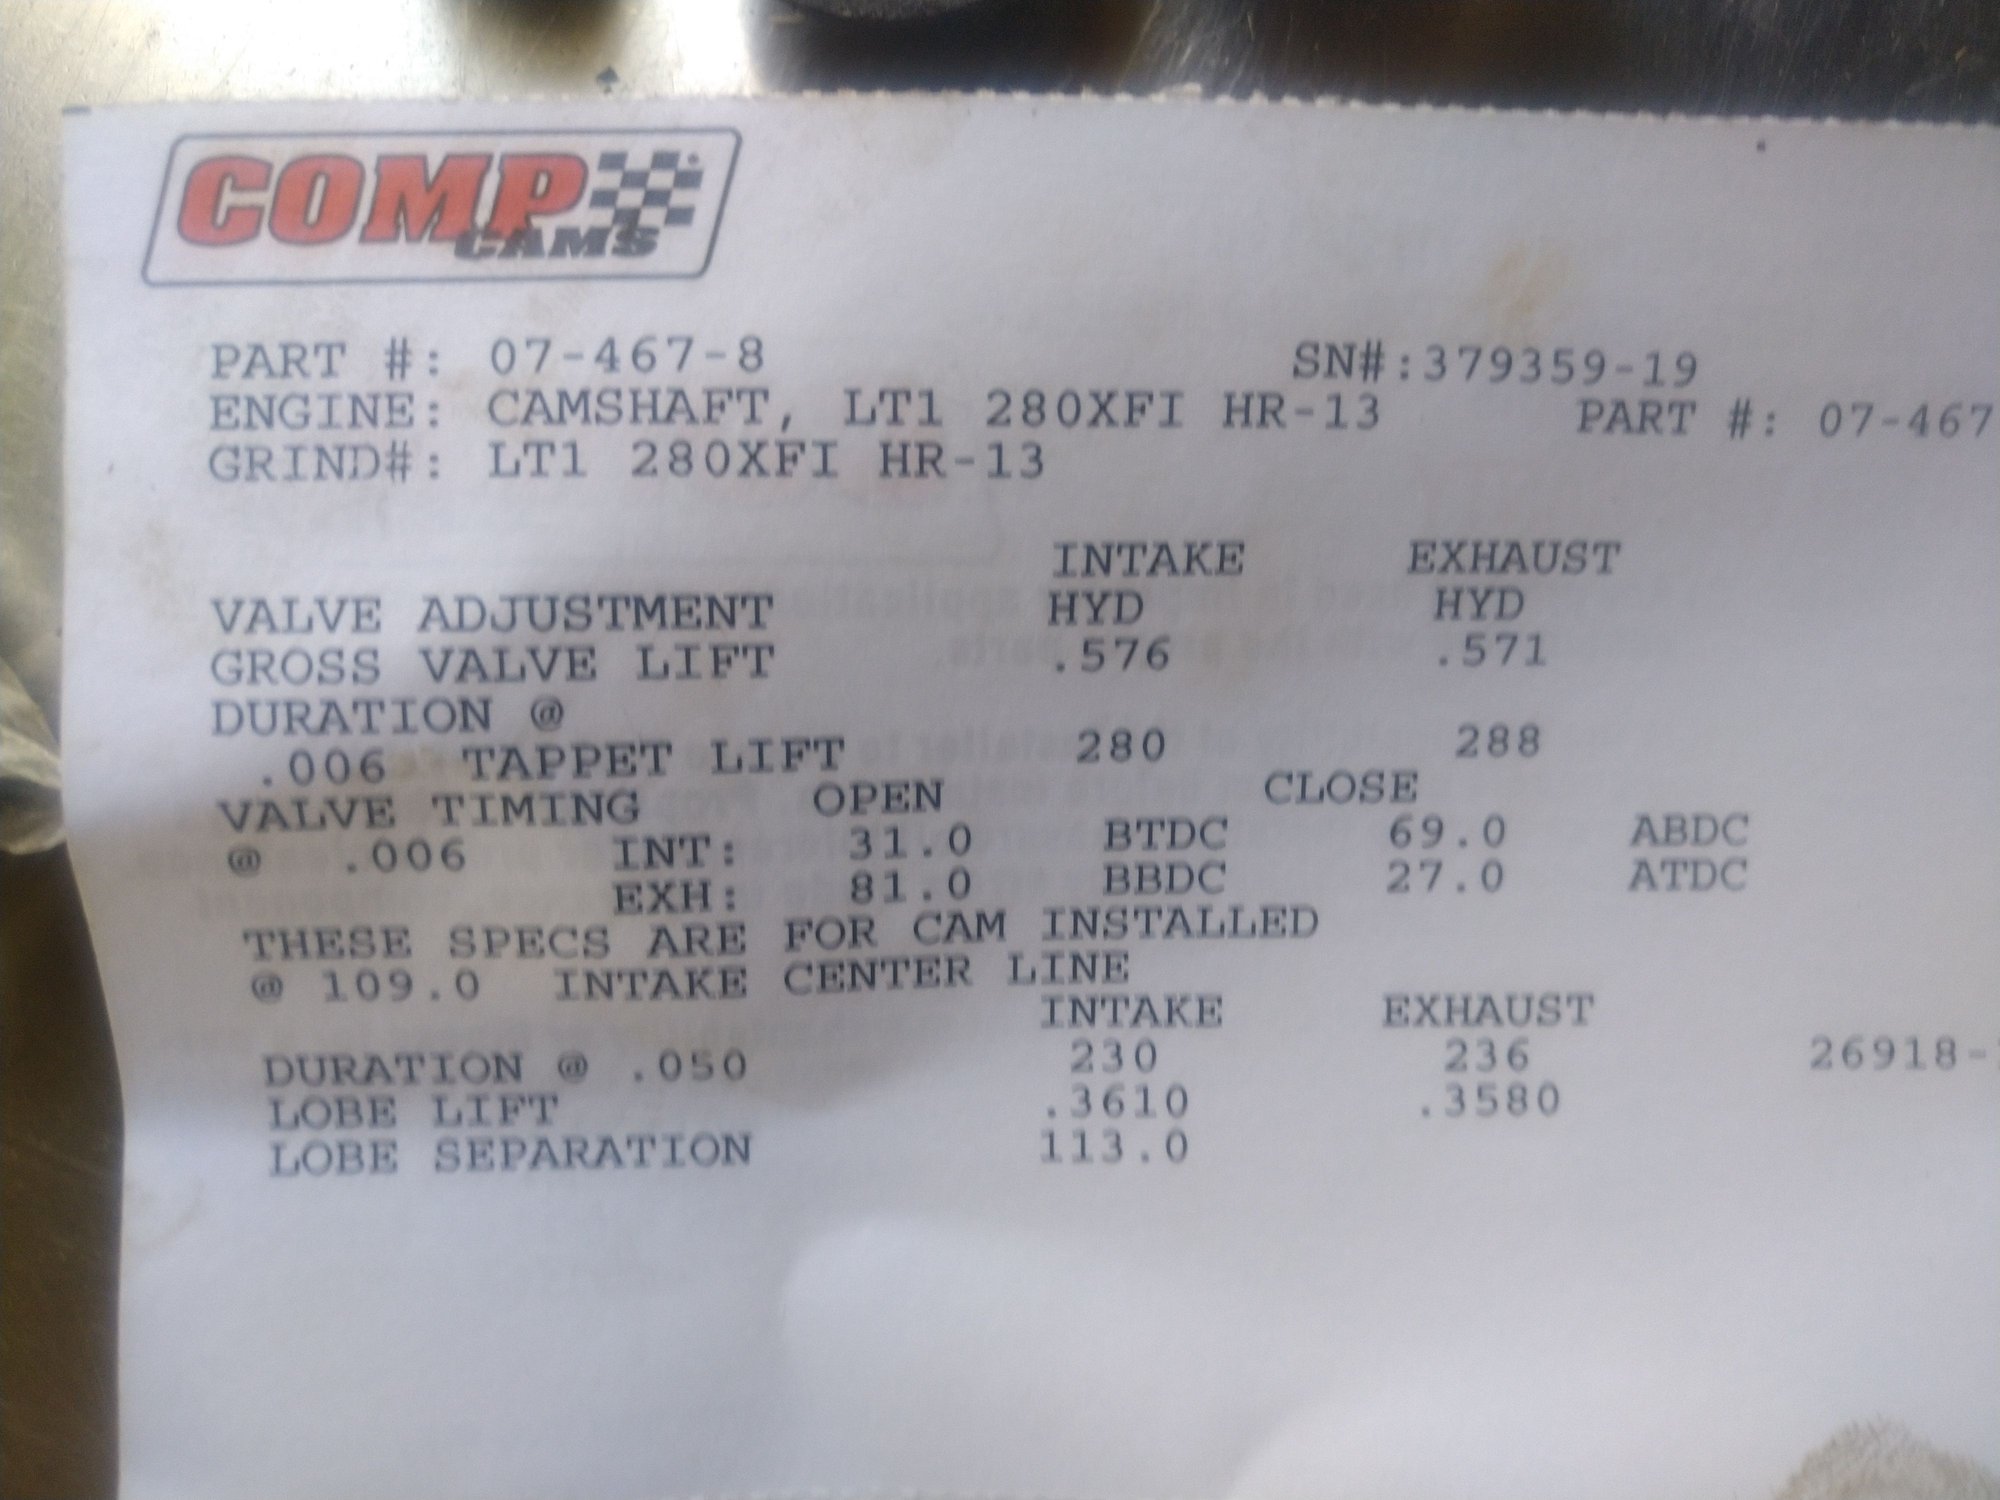 COMP CAMS
PART #: 07-467-8 SN#:379359-19
ENGINE: CAMSHAFT, LT1 280XFI HR-13 PART #: 07-467
GRIND#: LT1 280XFI HR-13
INTAKE EXHAUST
VALVE ADJUSTMENT HYD HYD
GROSS VALVE LIFT .576 .571
DURATION @
.006 TAPPET LIFT 280 288
VALVE TIMING OPEN CLOSE
@ .006 INT: 31.0 BTDC 69.0 ABDC
EXH: 81.0 BBDC 27.0 ATDC
THESE SPECS ARE FOR CAM INSTALLED
@ 109.0 INTAKE CENTER LINE
INTAKE EXHAUST
DURATION @ .050 230 236 26918-
LOBE LIFT .3610 .3580
LOBE SEPARATION 113.0